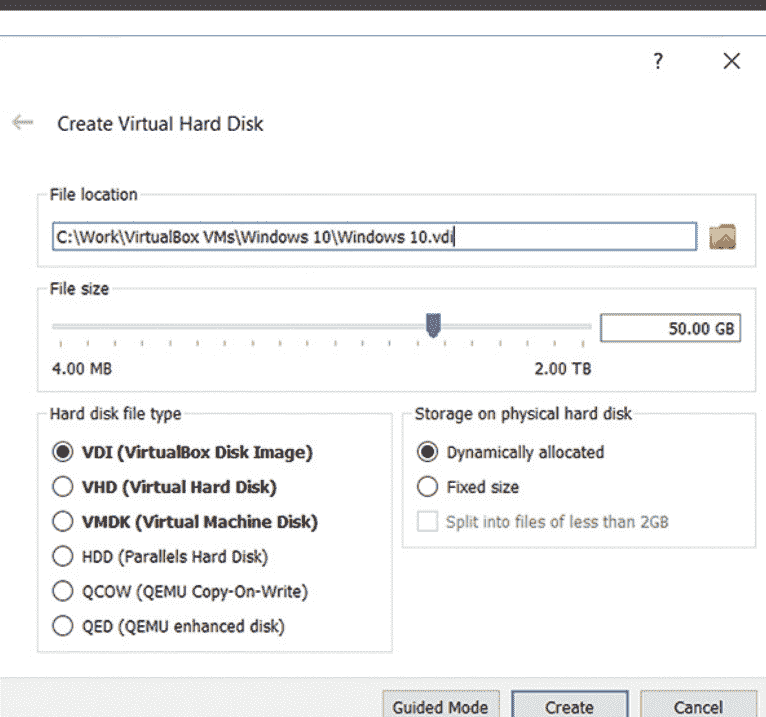 ?
Create Virtual Hard Disk
File location
C:\Work\VirtualBox VMs\Windows 10\Windows 10.vdi
File size
50.00 GB
4.00 MB 2.00 TB
Hard disk file type
VDI (VirtualBox Disk Image)
VHD (Virtual Hard Disk)
VMDK (Virtual Machine Disk)
HDD (Parallels Hard Disk)
QCOW (QEMU Copy-On-Write)
QED (QEMU enhanced disk)
Storage on physical hard disk
Dynamically allocated
Fixed size
Split into files of less than 2GB
Guided Mode Create Cancel